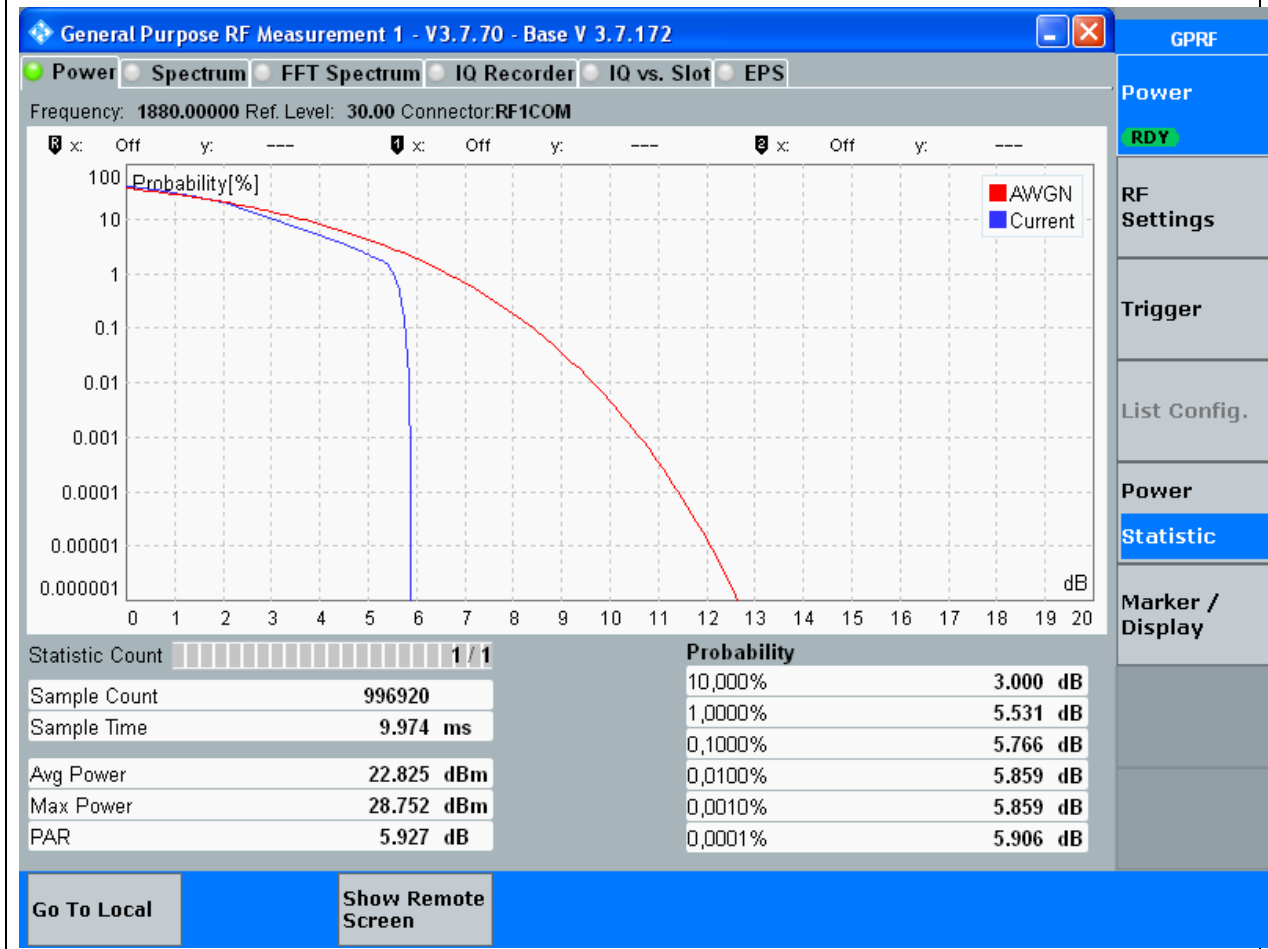 General Purpose RF Measurement 1 - V3.7.70 - Base V 3.7.172
GPRF
Power Spectrum FFT Spectrum IQ Recorder IQ vs. Slot EPS
Frequency: 1880.00000 Ref. Level: 30.00 Connector:RF1COM
R x: Off y: --- 1 x: Off y: --- 2 x: Off y: ---
Probability[%]
100
10
1
0.1
0.01
0.001
0.0001
0.00001
0.000001
AWGN
Current
dB
0 1 2 3 4 5 6 7 8 9 10 11 12 13 14 15 16 17 18 19 20
Statistic Count 1 / 1
Sample Count 996920
Sample Time 9.974 ms
Avg Power 22.825 dBm
Max Power 28.752 dBm
PAR 5.927 dB
Probability
10,000% 3.000 dB
1,0000% 5.531 dB
0,1000% 5.766 dB
0,0100% 5.859 dB
0,0010% 5.859 dB
0,0001% 5.906 dB
Power
RDY
RF
Settings
Trigger
List Config.
Power
Statistic
Marker /
Display
Go To Local
Show Remote
Screen